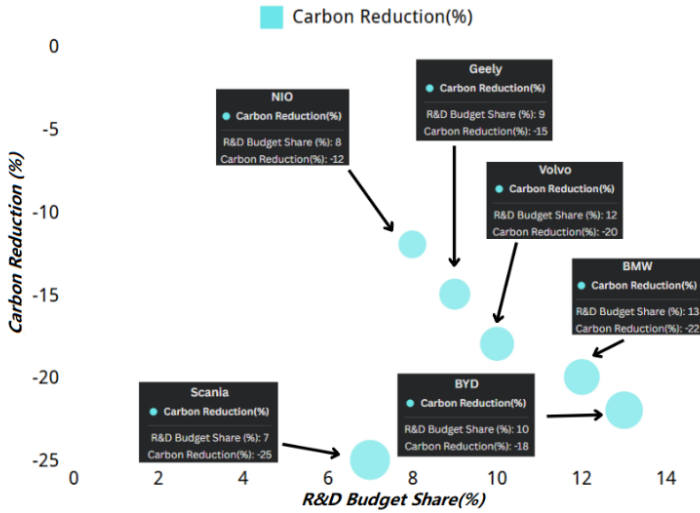 Carbon Reduction(%)
0
-5
-10
-15
-20
-25
Carbon Reduction (%)
NIO
Carbon Reduction(%)
R&D Budget Share (%): 8
Carbon Reduction(%): -12
Geely
Carbon Reduction(%)
R&D Budget Share (%): 9
Carbon Reduction(%): -15
Volvo
Carbon Reduction(%)
R&D Budget Share (%): 12
Carbon Reduction(%): -20
BMW
Carbon Reduction(%)
R&D Budget Share (%): 13
Carbon Reduction(%): -22
Scania
Carbon Reduction(%)
R&D Budget Share (%): 7
Carbon Reduction(%): -25
BYD
Carbon Reduction(%)
R&D Budget Share (%): 10
Carbon Reduction(%): -18
0 2 4 6 8 10 12 14
R&D Budget Share(%)